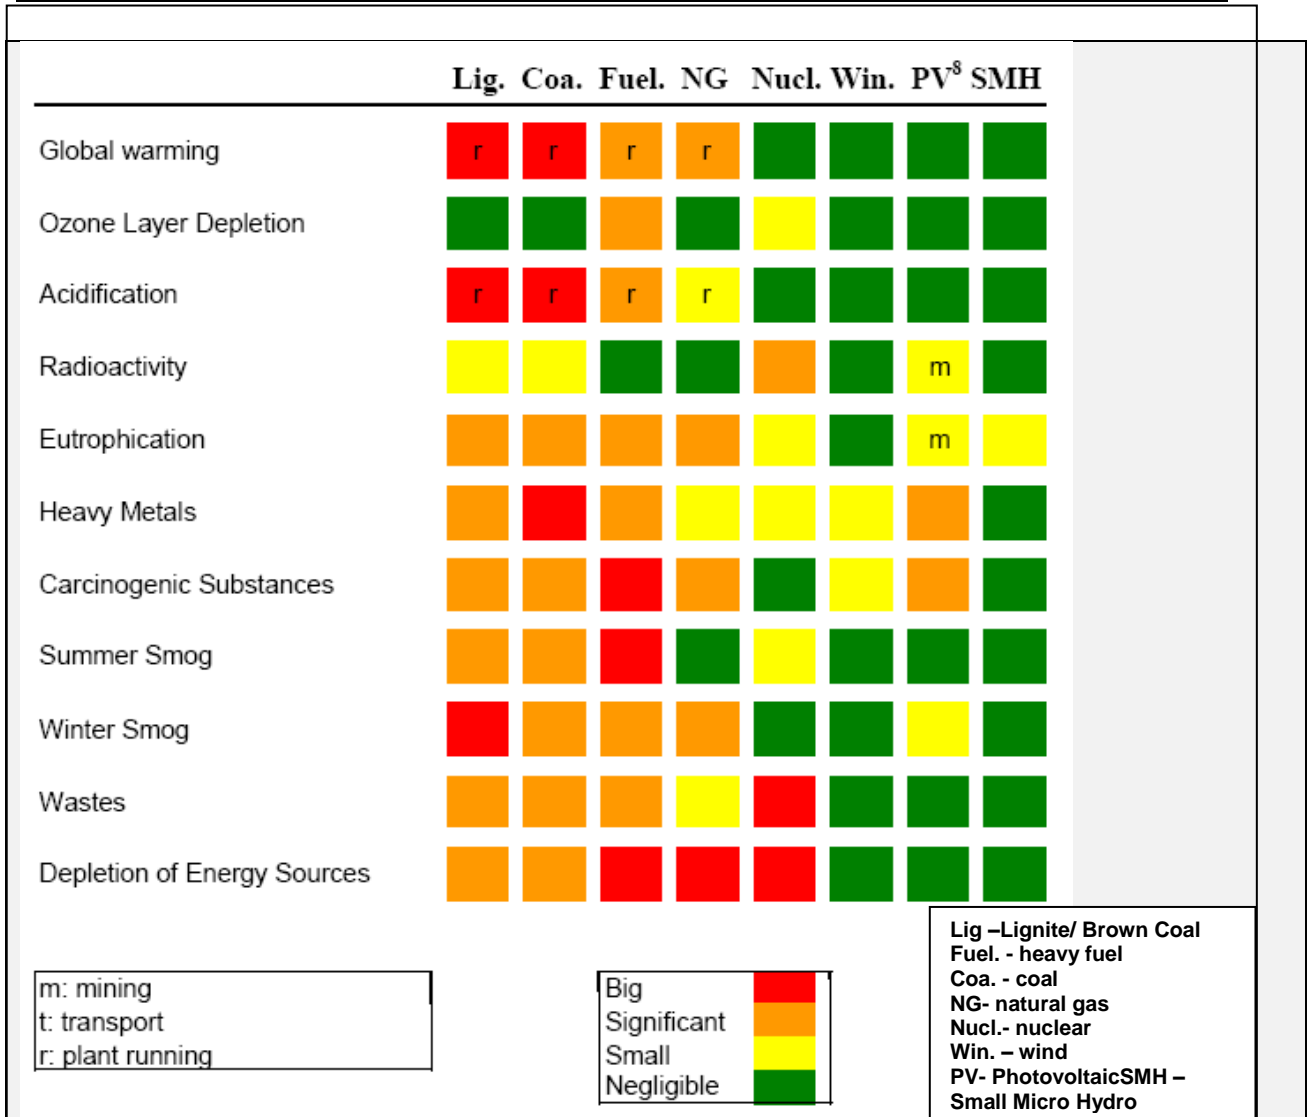 Lig. Coa. Fuel. NG Nucl. Win. PV8 SMH
Global warming r r r r
Ozone Layer Depletion
Acidification r r r r
Radioactivity m
Eutrophication m
Heavy Metals
Carcinogenic Substances
Summer Smog
Winter Smog
Wastes
Depletion of Energy Sources
m: mining
t: transport
r: plant running
Big
Significant
Small
Negligible
Lig –Lignite/ Brown Coal
Fuel. - heavy fuel
Coa. - coal
NG- natural gas
Nucl.- nuclear
Win. – wind
PV- PhotovoltaicSMH –
Small Micro Hydro